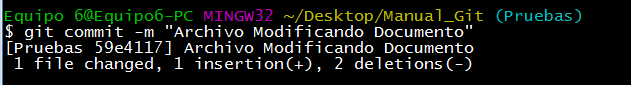 Equipo 6@Equipo6-PC MINGW32 ~/Desktop/Manual_Git (Pruebas)
$ git commit -m "Archivo Modificando Documento"
[Pruebas 59e4117] Archivo Modificando Documento
 1 file changed, 1 insertion(+), 2 deletions(-)